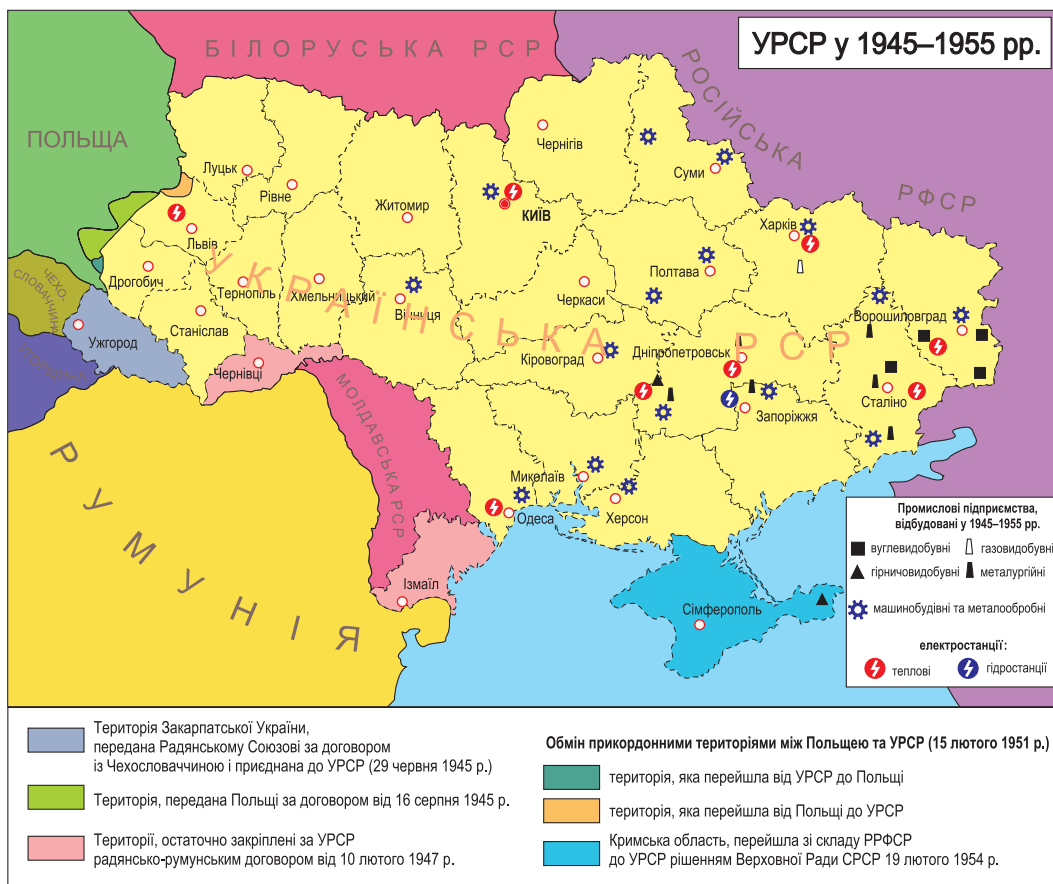 УРСР у 1945–1955 рр.
БІЛОРУСЬКА РСР
РОСІЙСЬКА
РФСР
ПОЛЬЩА
ЧЕХО-
СЛОВАЧЧИНА
РУМУНІЯ
МОЛДАВСЬКА РСР
УКРАЇНСЬКА РСР
Чернігів
Суми
Луцьк
Рівне
Житомир
КИЇВ
Харків
Львів
Полтава
Дрогобич
Тернопіль
Хмельницький
Вінниця
Черкаси
Ворошиловград
Станіслав
Ужгород
Чернівці
Кіровоград
Дніпропетровськ
Сталіно
Запоріжжя
Миколаїв
Херсон
Одеса
Ізмаїл
Сімферополь
Промислові підприємства,
відбудовані у 1945–1955 рр.
вуглевидобувні
газовидобувні
гірничовидобувні
металургійні
машинобудівні та металообробні
електростанції:
теплові
гідростанції
Територія Закарпатської України,
передана Радянському Союзові за договором
із Чехословаччиною і приєднана до УРСР (29 червня 1945 р.)
Територія, передана Польщі за договором від 16 серпня 1945 р.
Території, остаточно закріплені за УРСР
радянсько-румунським договором від 10 лютого 1947 р.
Обмін прикордонними територіями між Польщею та УРСР (15 лютого 1951 р.)
територія, яка перейшла від УРСР до Польщі
територія, яка перейшла від Польщі до УРСР
Кримська область, перейшла зі складу РРФСР
до УРСР рішенням Верховної Ради СРСР 19 лютого 1954 р.